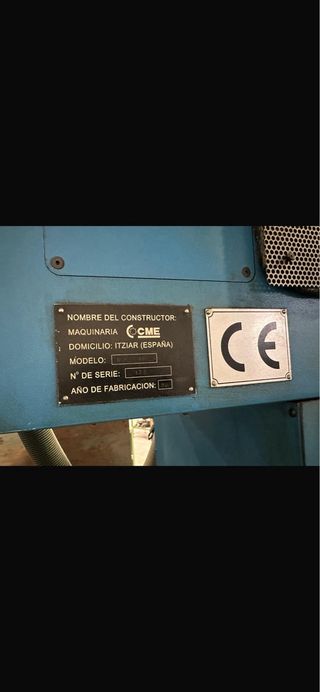 NOMBRE DEL CONSTRUCTOR:
MAQUINARIA CME
DOMICILIO: ITZIAR (ESPAÑA)
MODELO:
Nº DE SERIE:
AÑO DE FABRICACION:
CE